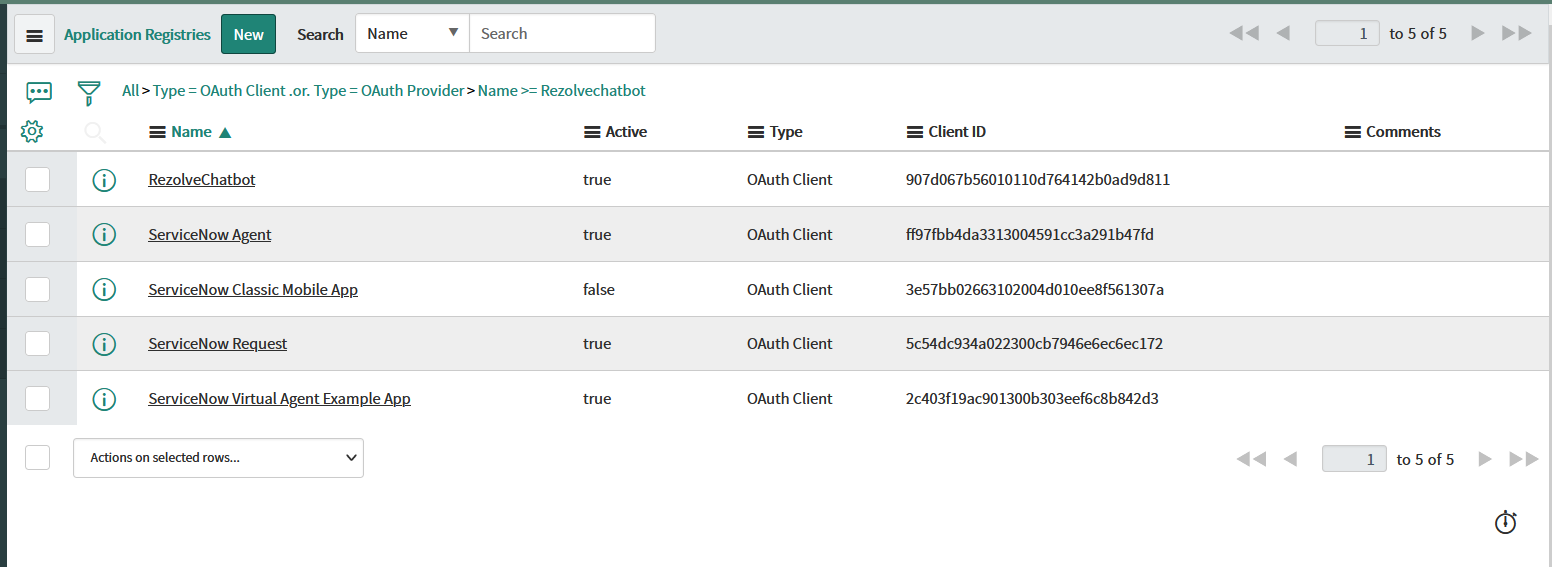 Application Registries New Search Name Search 1 to 5 of 5
All > Type = OAuth Client .or. Type = OAuth Provider > Name >= Rezolvechatbot
Name Active Type Client ID Comments
RezolveChatbot true OAuth Client 907d067b56010110d764142b0ad9d811
ServiceNow Agent true OAuth Client ff97fbb4da3313004591cc3a291b47fd
ServiceNow Classic Mobile App false OAuth Client 3e57bb02663102004d010ee8f561307a
ServiceNow Request true OAuth Client 5c54dc934a022300cb7946e6ec6ec172
ServiceNow Virtual Agent Example App true OAuth Client 2c403f19ac901300b303eef6c8b842d3
Actions on selected rows... 1 to 5 of 5